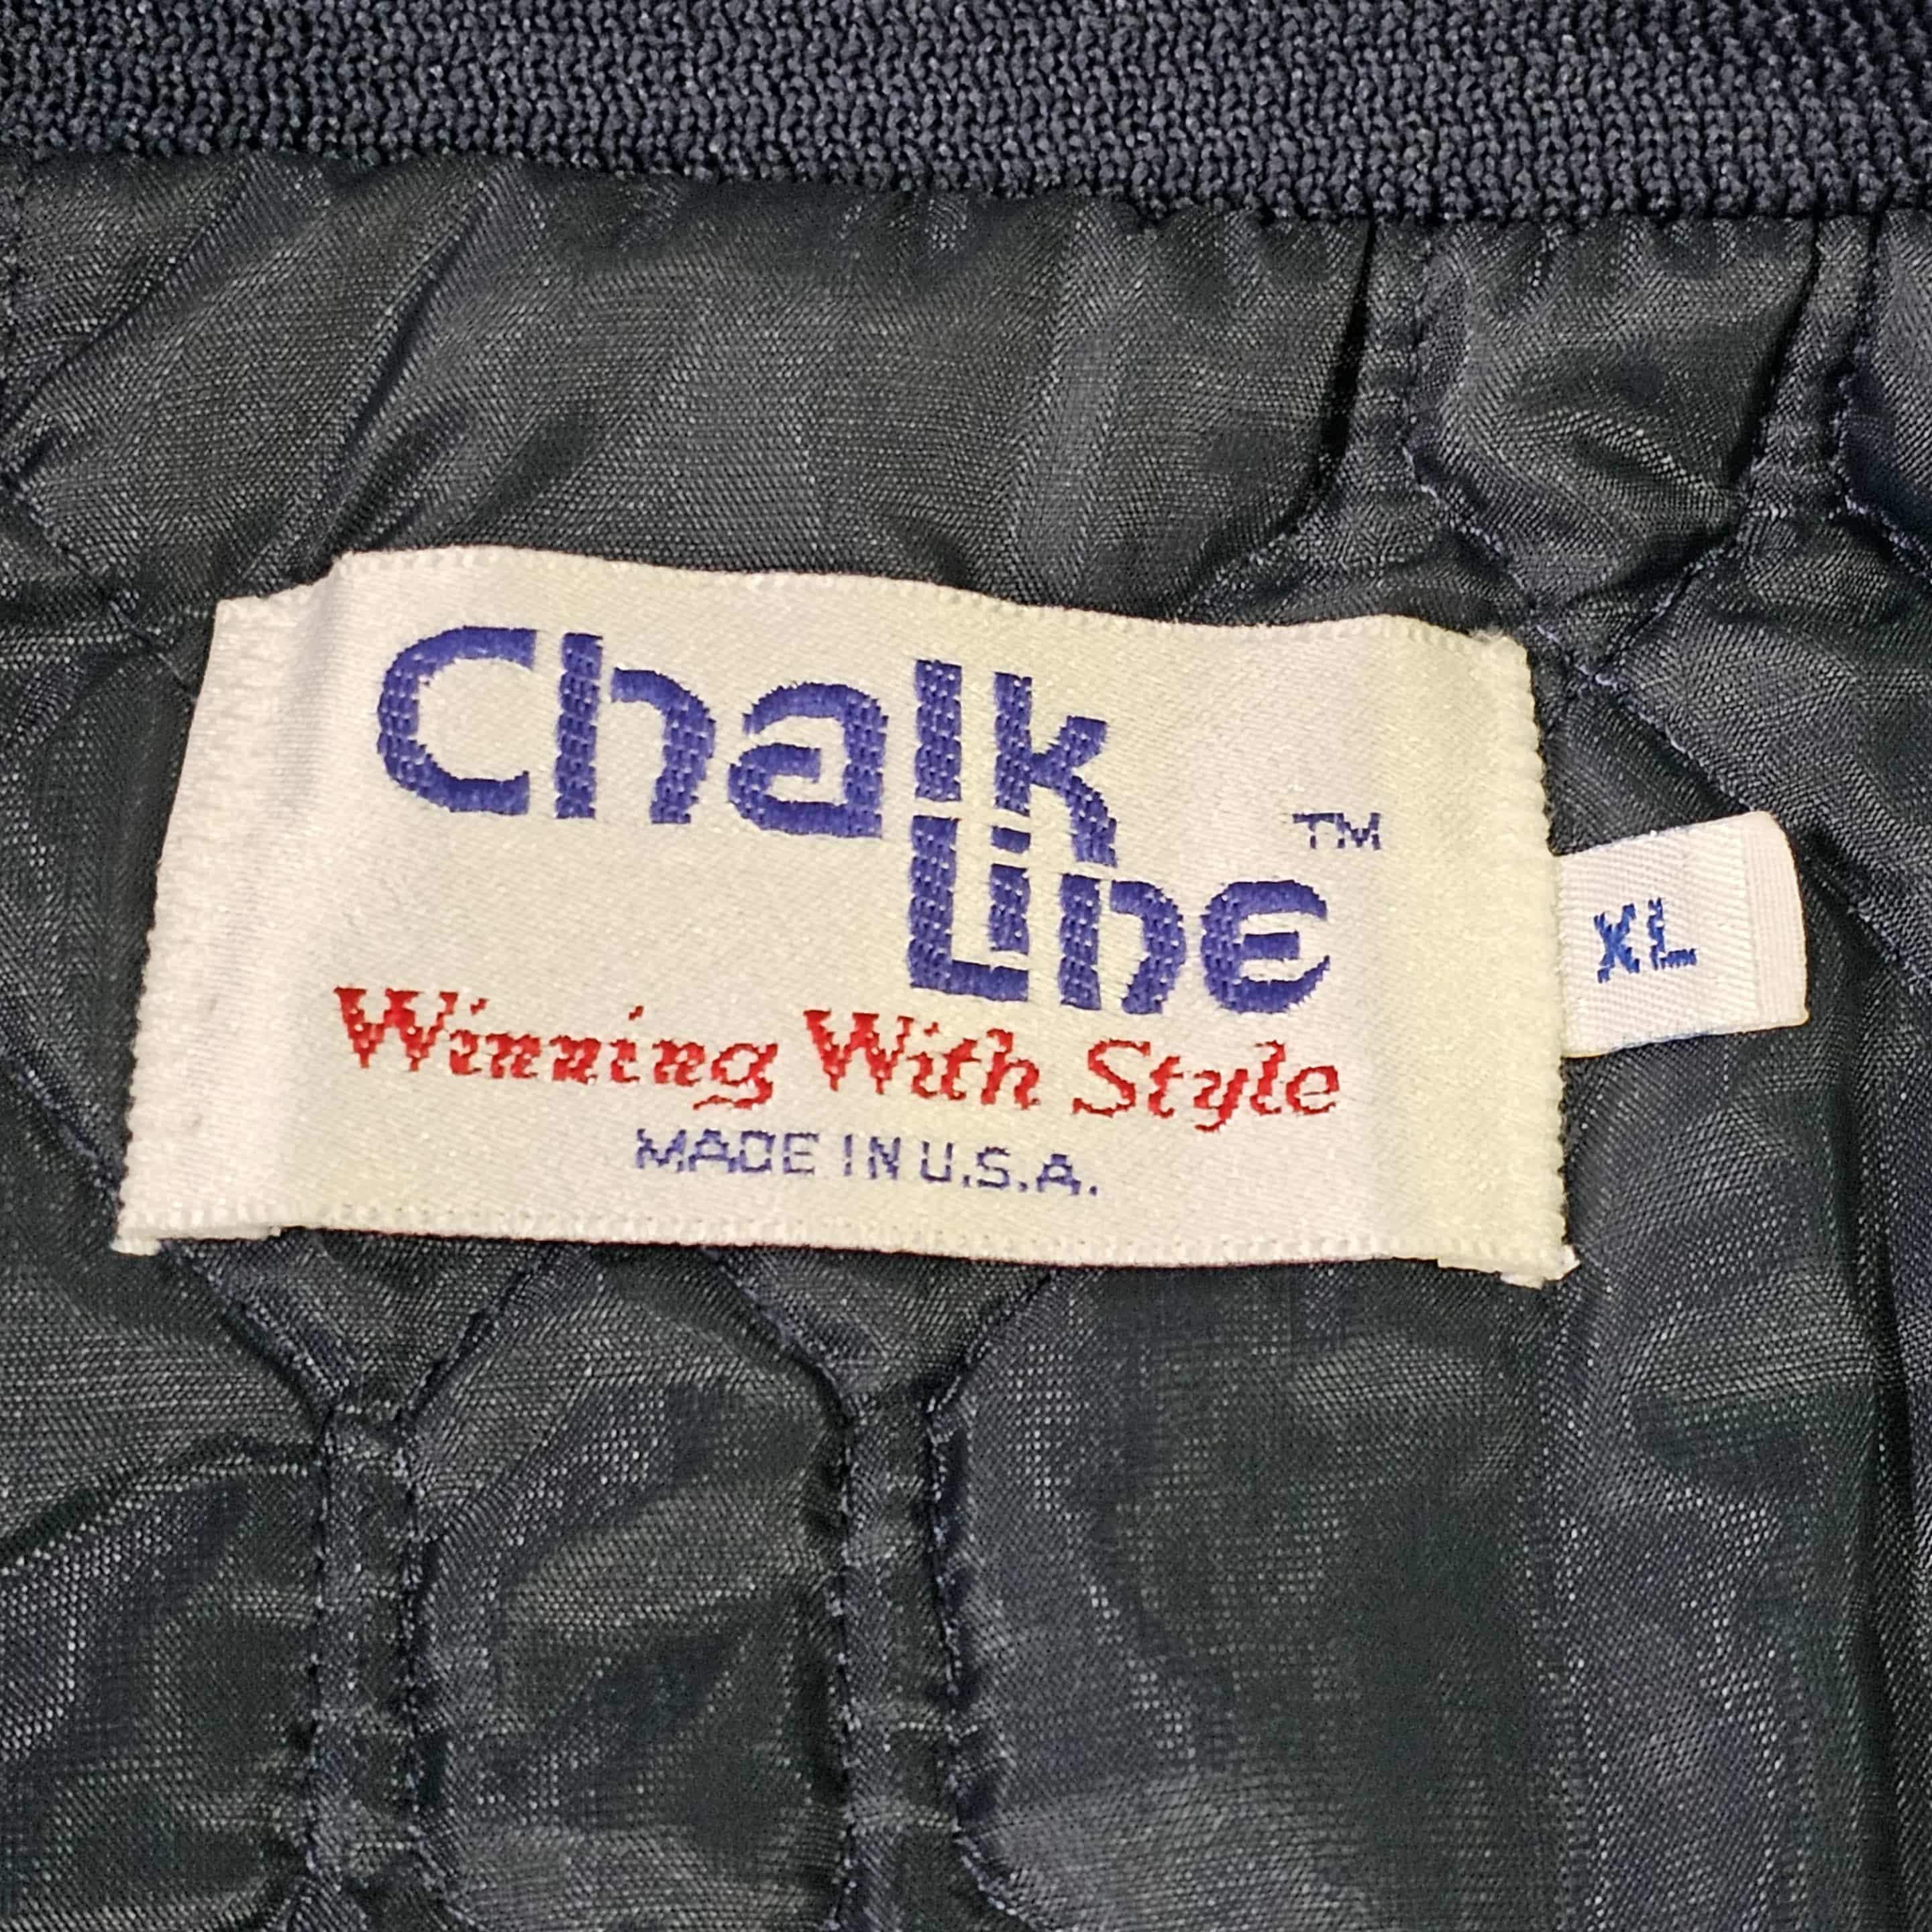 Chalk
Line
TM
XL
Winning With Style
MADE IN U.S.A.